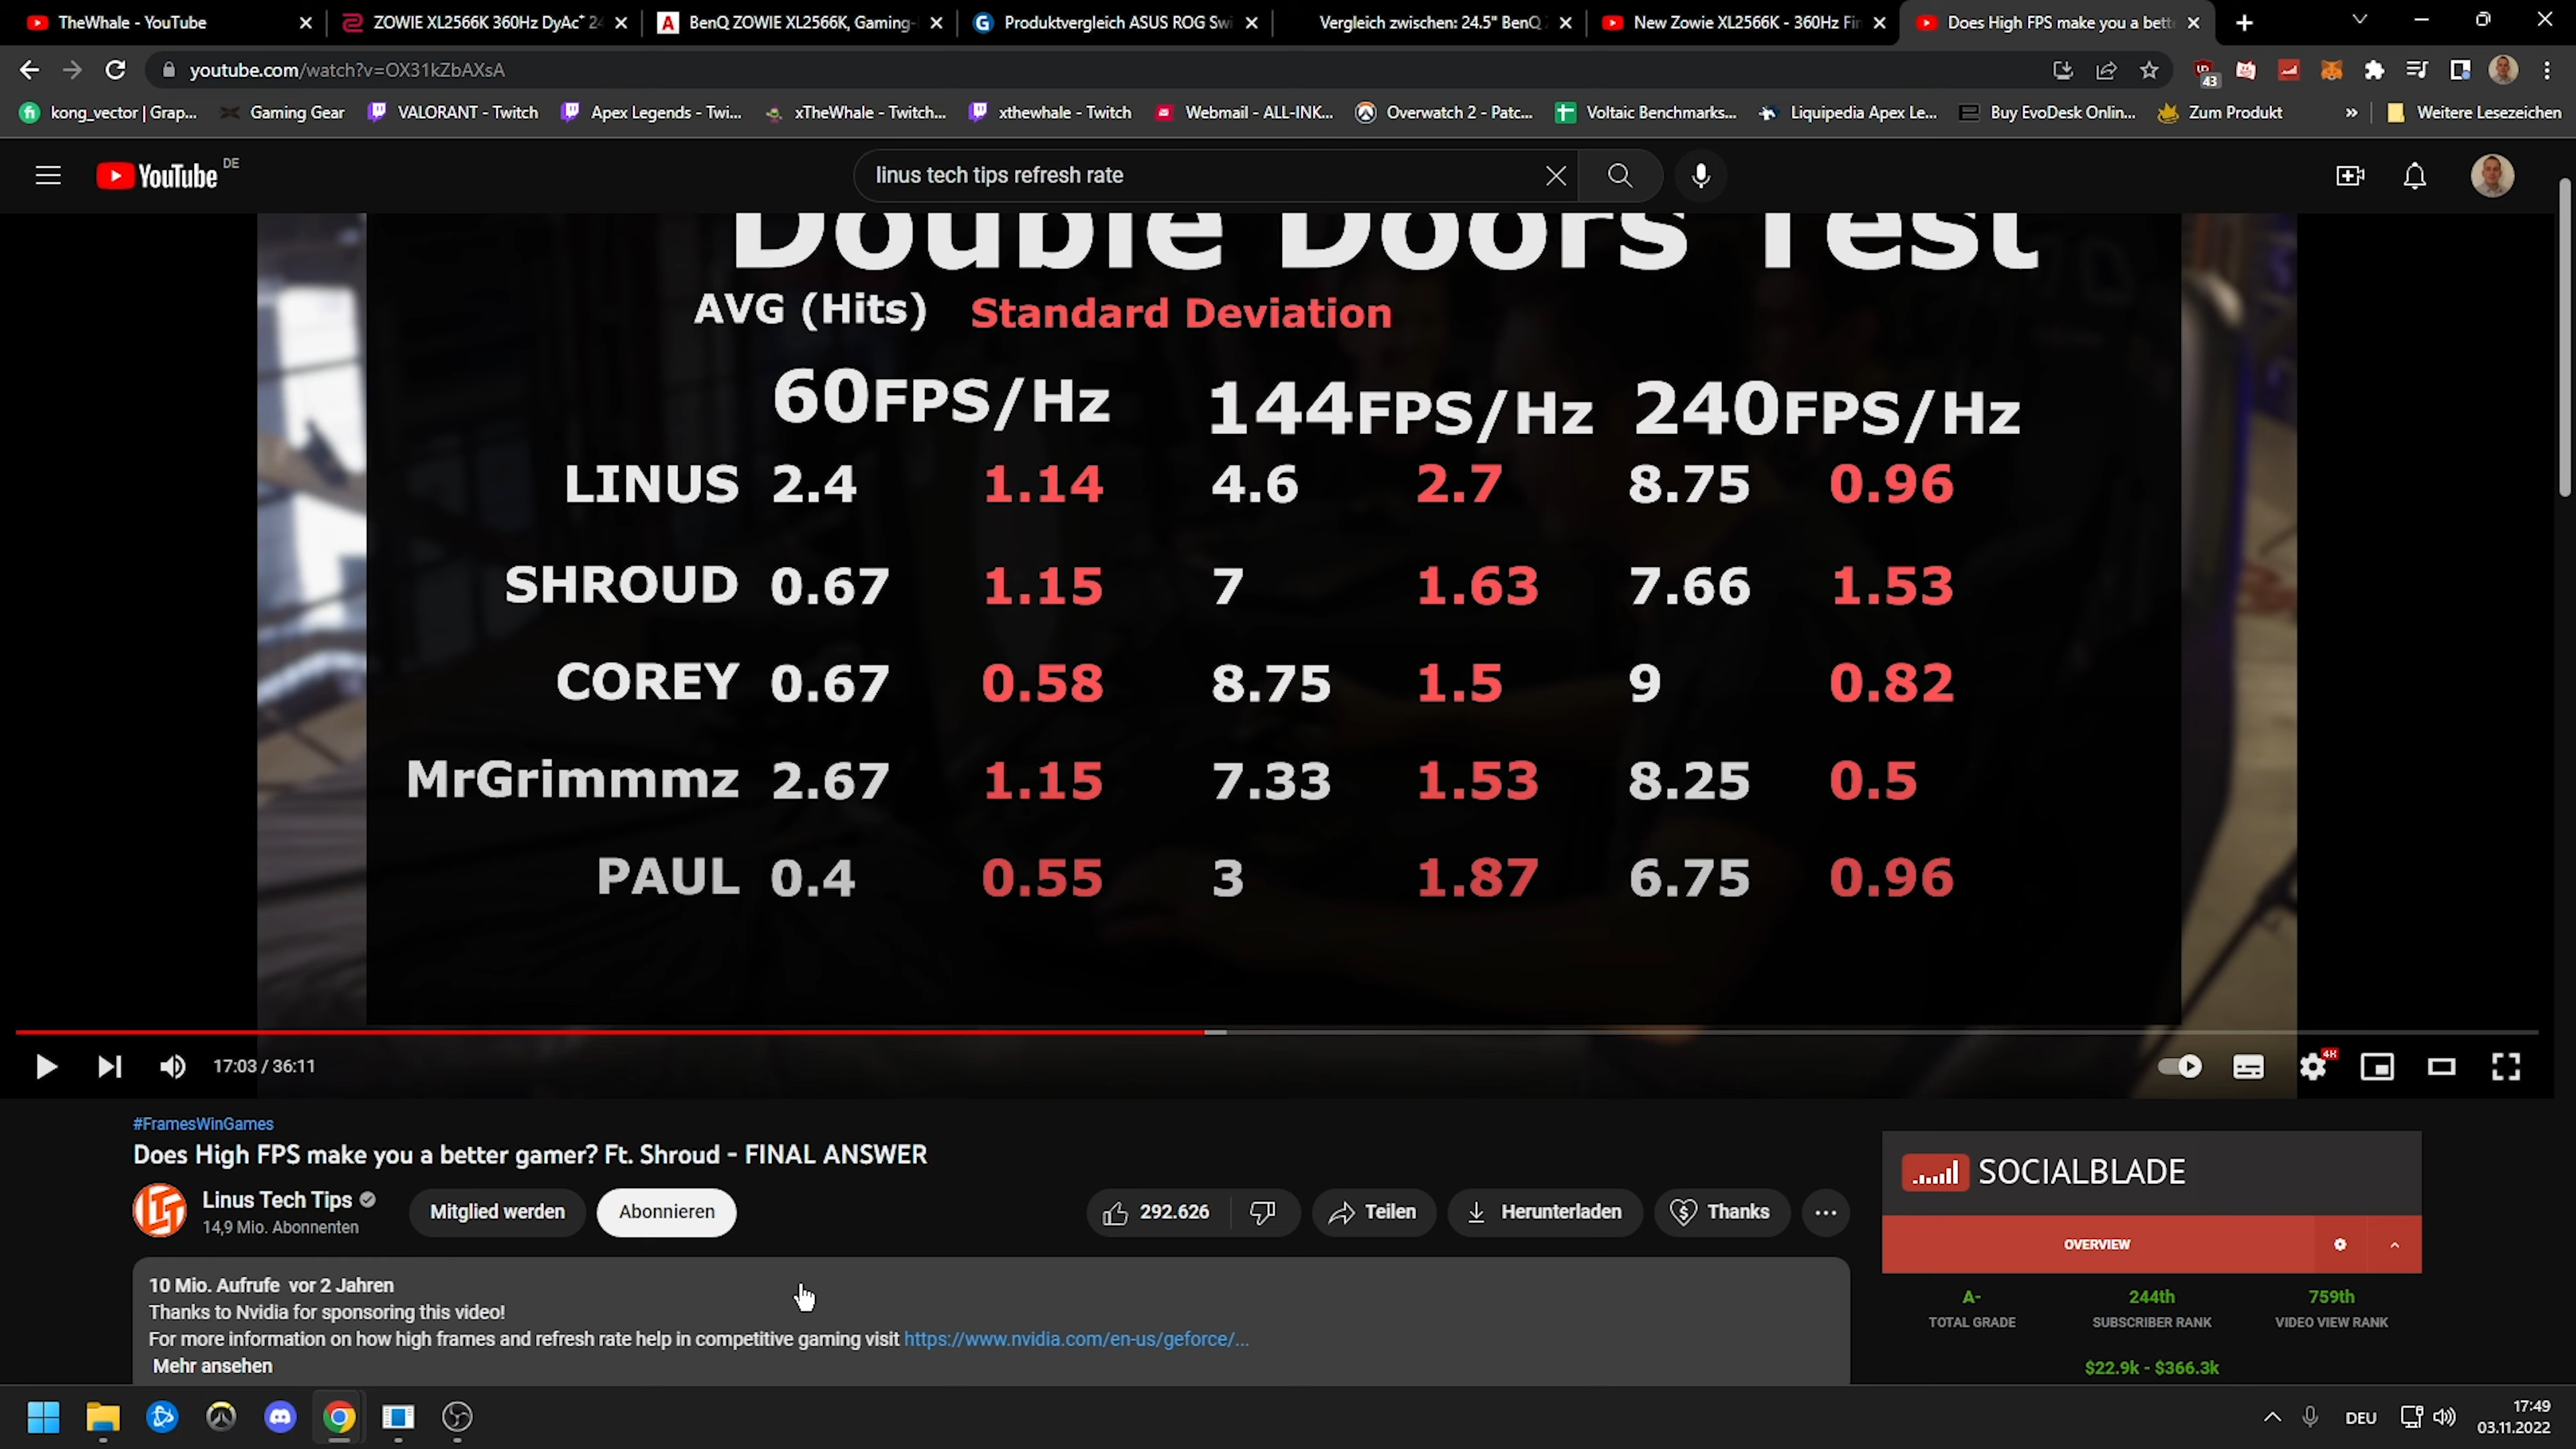 TheWhale - YouTube
ZOWIE XL2566K 360Hz DyAc⁺ 24
BenQ ZOWIE XL2566K, Gaming-
Produktvergleich ASUS ROG Swi
Vergleich zwischen: 24.5" BenQ
New Zowie XL2566K - 360Hz Fir
Does High FPS make you a bett
youtube.com/watch?v=OX31kZbAXsA
43
kong_vector | Grap...
Gaming Gear
VALORANT - Twitch
Apex Legends - Twi...
xTheWhale - Twitch...
xthewhale - Twitch
Webmail - ALL-INK...
Overwatch 2 - Patc...
Voltaic Benchmarks...
Liquipedia Apex Le...
Buy EvoDesk Onlin...
Zum Produkt
»
Weitere Lesezeichen
YouTube DE
linus tech tips refresh rate
Double Doors Test
AVG (Hits) Standard Deviation
60FPS/Hz 144FPS/Hz 240FPS/Hz
LINUS 2.4 1.14 4.6 2.7 8.75 0.96
SHROUD 0.67 1.15 7 1.63 7.66 1.53
COREY 0.67 0.58 8.75 1.5 9 0.82
MrGrimmmz 2.67 1.15 7.33 1.53 8.25 0.5
PAUL 0.4 0.55 3 1.87 6.75 0.96
17:03 / 36:11
4K
#FramesWinGames
Does High FPS make you a better gamer? Ft. Shroud - FINAL ANSWER
Linus Tech Tips
14,9 Mio. Abonnenten
Mitglied werden
Abonnieren
292.626
Teilen
Herunterladen
Thanks
10 Mio. Aufrufe vor 2 Jahren
Thanks to Nvidia for sponsoring this video!
For more information on how high frames and refresh rate help in competitive gaming visit https://www.nvidia.com/en-us/geforce/...
Mehr ansehen
SOCIALBLADE
OVERVIEW
A- 244th 759th
TOTAL GRADE SUBSCRIBER RANK VIDEO VIEW RANK
$22.9k - $366.3k
DEU
17:49
03.11.2022